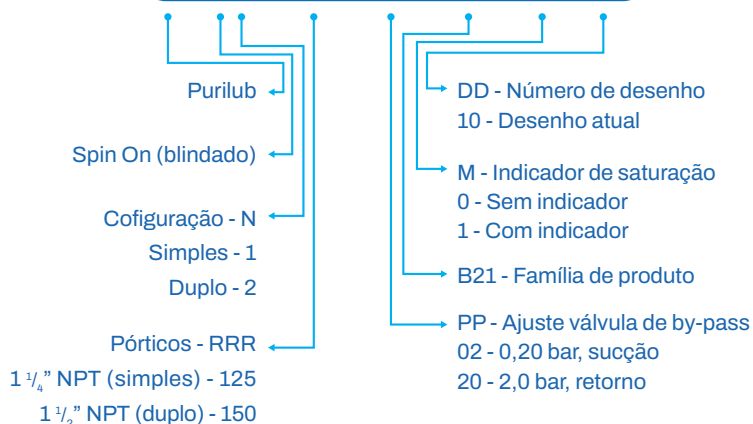 Purilub
Spin On (blindado)
Cofiguração - N
Simples - 1
Duplo - 2
Pórticos - RRR
1 1/4” NPT (simples) - 125
1 1/2” NPT (duplo) - 150
DD - Número de desenho
10 - Desenho atual
M - Indicador de saturação
0 - Sem indicador
1 - Com indicador
B21 - Família de produto
PP - Ajuste válvula de by-pass
02 - 0,20 bar, sucção
20 - 2,0 bar, retorno